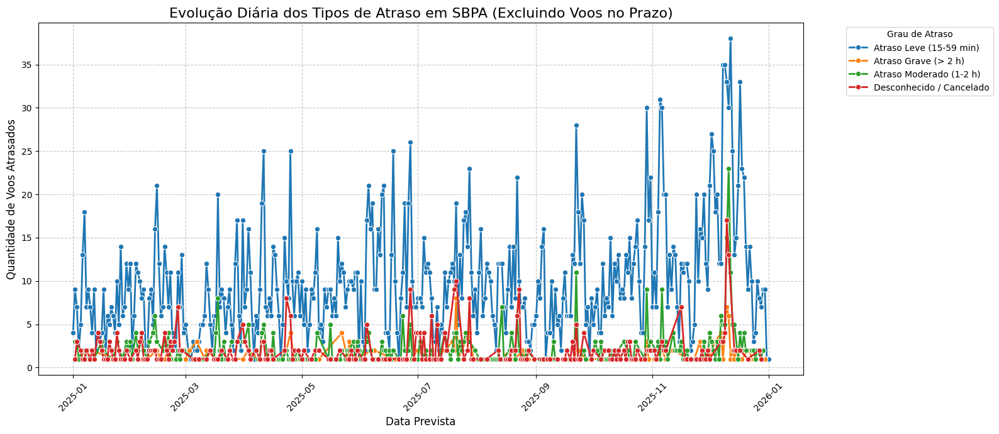 Evolução Diária dos Tipos de Atraso em SBPA (Excluindo Voos no Prazo)
Quantidade de Voos Atrasados
35
30
25
20
15
10
5
0
2025-01
2025-03
2025-05
2025-07
2025-09
2025-11
2026-01
Data Prevista
Grau de Atraso
Atraso Leve (15-59 min)
Atraso Grave (> 2 h)
Atraso Moderado (1-2 h)
Desconhecido / Cancelado